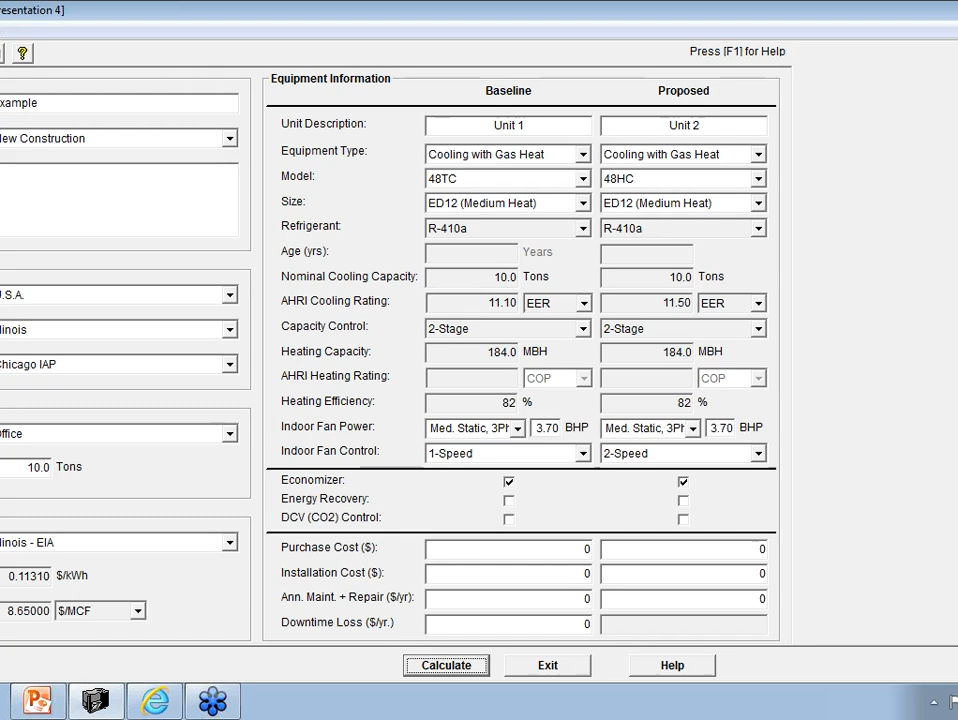 resentation 4]
?
Press [F1] for Help
xample
ew Construction
.S.A.
inois
hicago IAP
ffice
10.0 Tons
inois - EIA
0.11310 $/kWh
8.65000 $/MCF
Equipment Information
Baseline Proposed
Unit Description: Unit 1 Unit 2
Equipment Type: Cooling with Gas Heat Cooling with Gas Heat
Model: 48TC 48HC
Size: ED12 (Medium Heat) ED12 (Medium Heat)
Refrigerant: R-410a R-410a
Age (yrs): Years
Nominal Cooling Capacity: 10.0 Tons 10.0 Tons
AHRI Cooling Rating: 11.10 EER 11.50 EER
Capacity Control: 2-Stage 2-Stage
Heating Capacity: 184.0 MBH 184.0 MBH
AHRI Heating Rating: COP COP
Heating Efficiency: 82 % 82 %
Indoor Fan Power: Med. Static, 3Ph 3.70 BHP Med. Static, 3Ph 3.70 BHP
Indoor Fan Control: 1-Speed 2-Speed
Economizer:
Energy Recovery:
DCV (CO2) Control:
Purchase Cost ($): 0 0
Installation Cost ($): 0 0
Ann. Maint. + Repair ($/yr): 0 0
Downtime Loss ($/yr.) 0
Calculate Exit Help